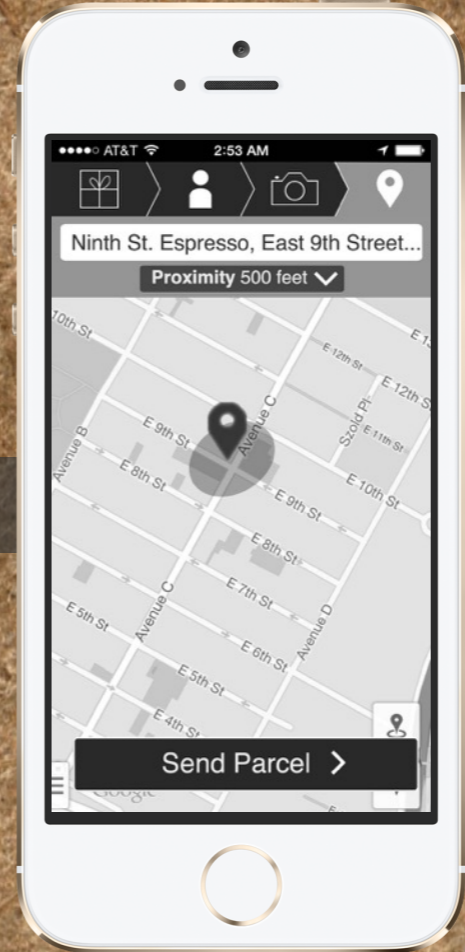 AT&T 2:53 AM
Ninth St. Espresso, East 9th Street...
Proximity 500 feet
10th St
E 12th St
E 12th S
Szold Pl
E 11th St
Avenue C
E 9th St
Avenue B
E 8th St
E 10th St
E 9th St
E 8th St
E 7th St
Avenue C
Avenue D
E 5th St
E 6th St
E 5th St
E 4th St
Send Parcel
Google